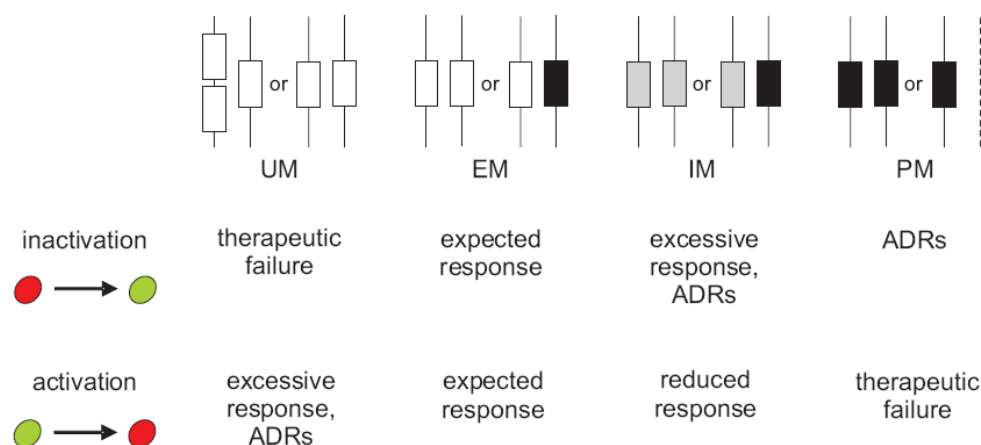 or or or or
UM EM IM PM
inactivation
therapeutic
failure
expected
response
excessive
response,
ADRs
ADRs
activation
excessive
response,
ADRs
expected
response
reduced
response
therapeutic
failure